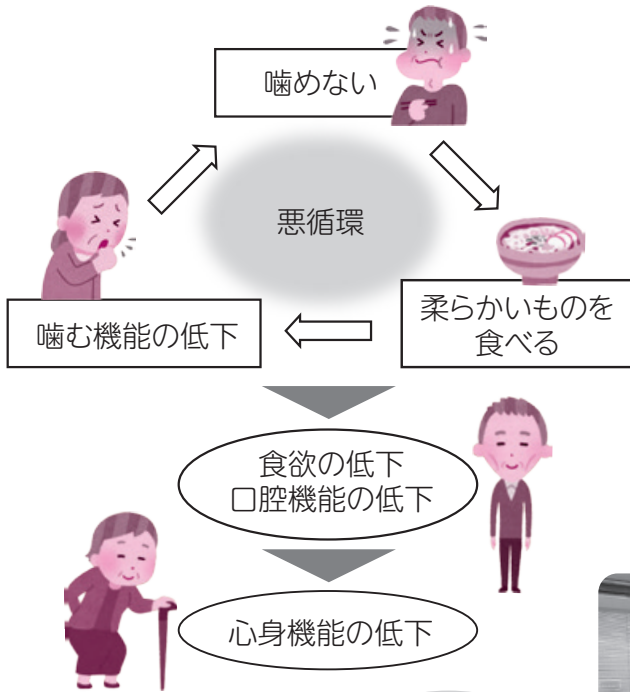 噛めない
悪循環
柔らかいものを
食べる
噛む機能の低下
食欲の低下
口腔機能の低下
心身機能の低下